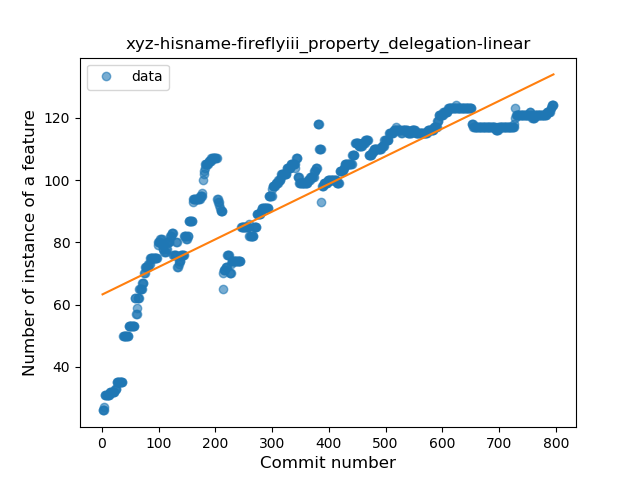 xyz-hisname-fireflyiii_property_delegation-linear
data
Number of instance of a feature
120
100
80
60
40
0 100 200 300 400 500 600 700 800
Commit number